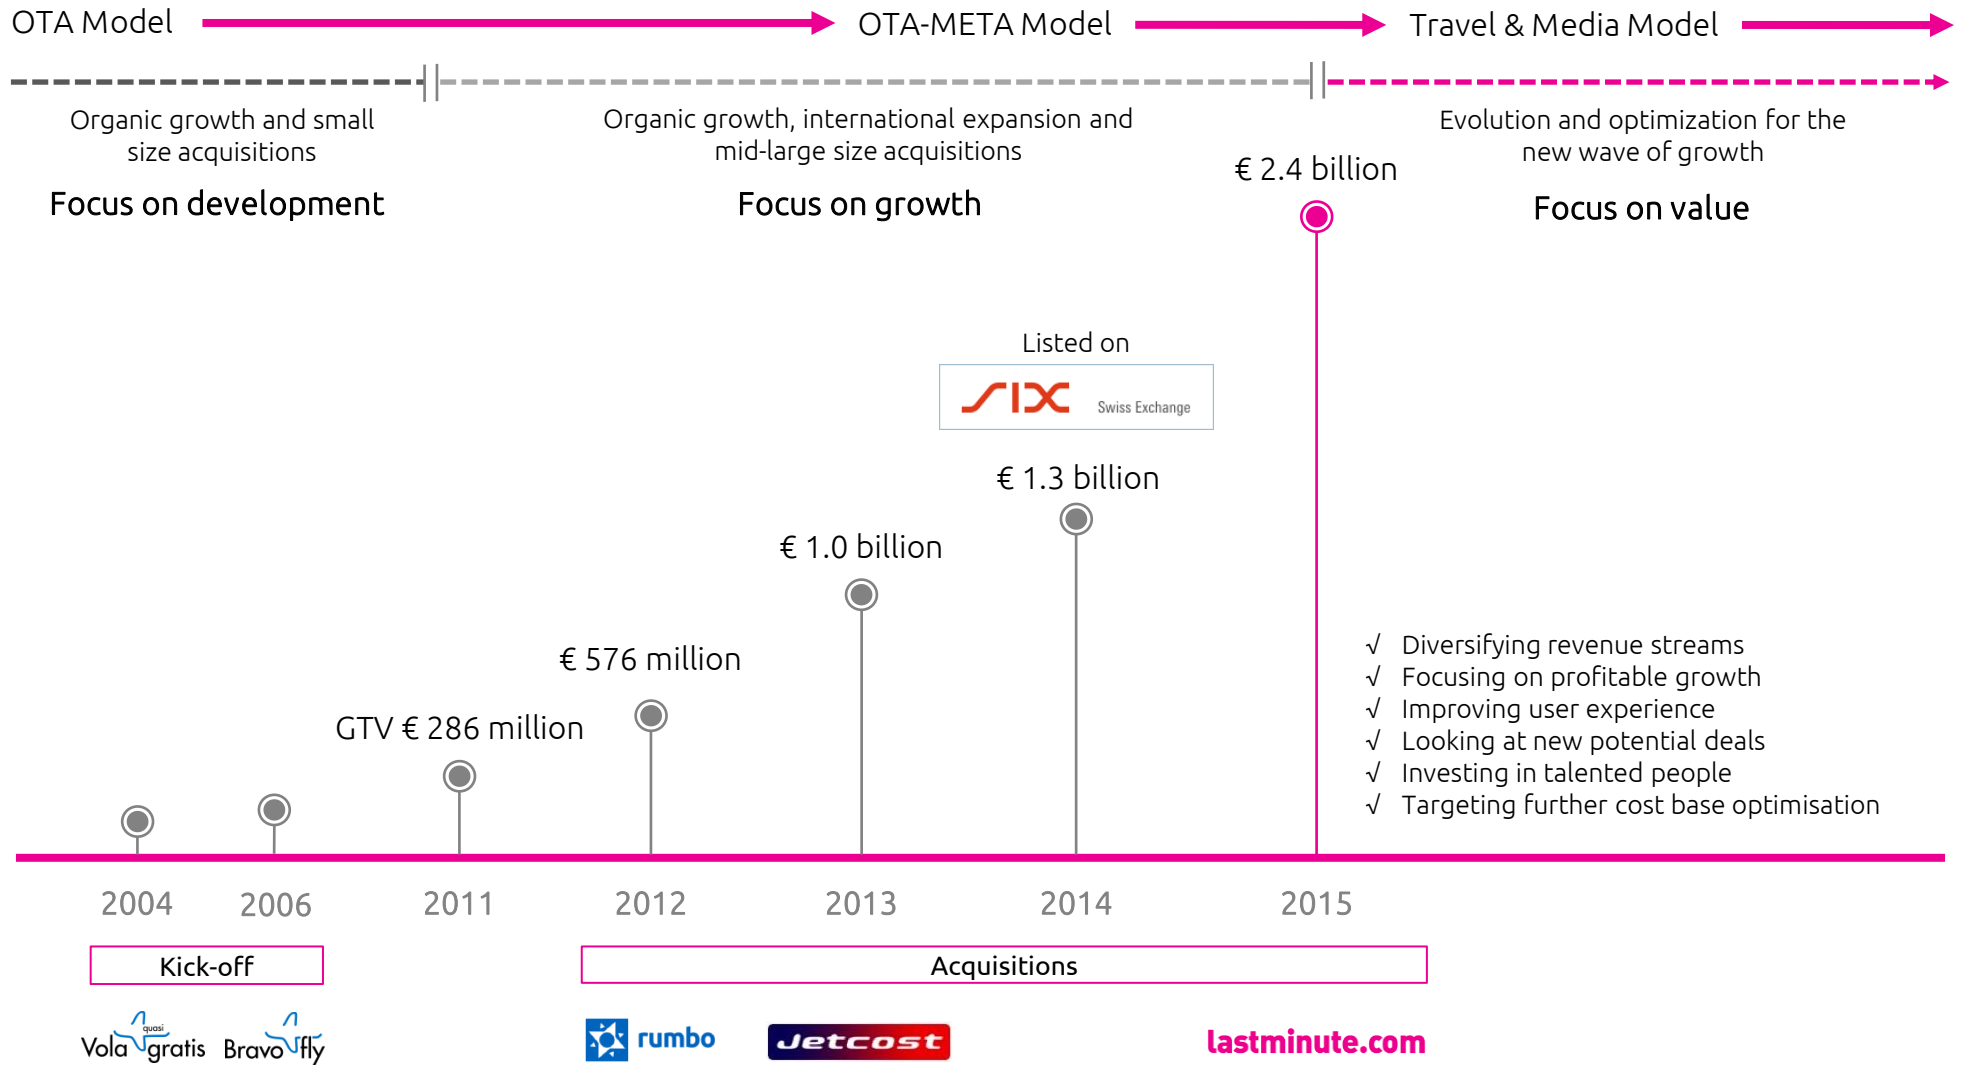 OTA Model
OTA-META Model
Travel & Media Model
Organic growth and small
size acquisitions
Focus on development
Organic growth, international expansion and
mid-large size acquisitions
Focus on growth
Evolution and optimization for the
new wave of growth
Focus on value
€ 2.4 billion
Listed on
SIX Swiss Exchange
€ 1.3 billion
€ 1.0 billion
€ 576 million
GTV € 286 million
√ Diversifying revenue streams
√ Focusing on profitable growth
√ Improving user experience
√ Looking at new potential deals
√ Investing in talented people
√ Targeting further cost base optimisation
2004
2006
2011
2012
2013
2014
2015
Kick-off
Acquisitions
Vola quasi gratis
Bravofly
rumbo
Jetcost
lastminute.com